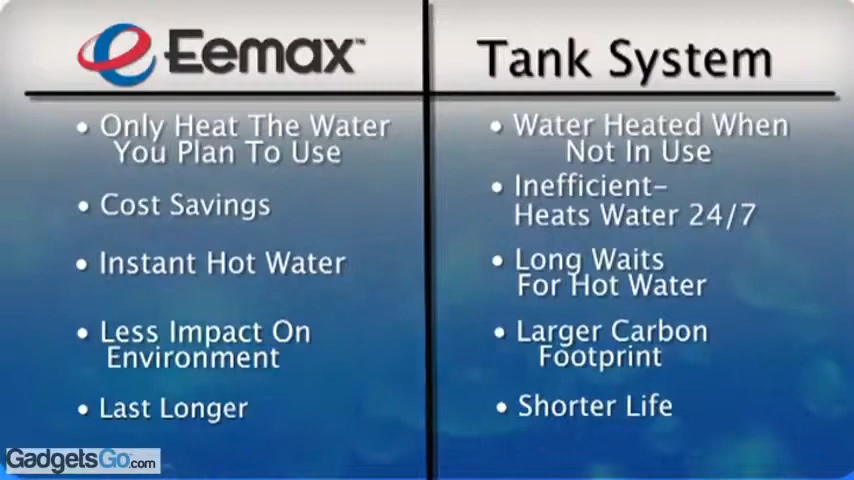 Eemax™
• Only Heat The Water
You Plan To Use
• Cost Savings
• Instant Hot Water
• Less Impact On
Environment
• Last Longer
Tank System
• Water Heated When
Not In Use
• Inefficient-
Heats Water 24/7
• Long Waits
For Hot Water
• Larger Carbon
Footprint
• Shorter Life
GadgetsGo.com